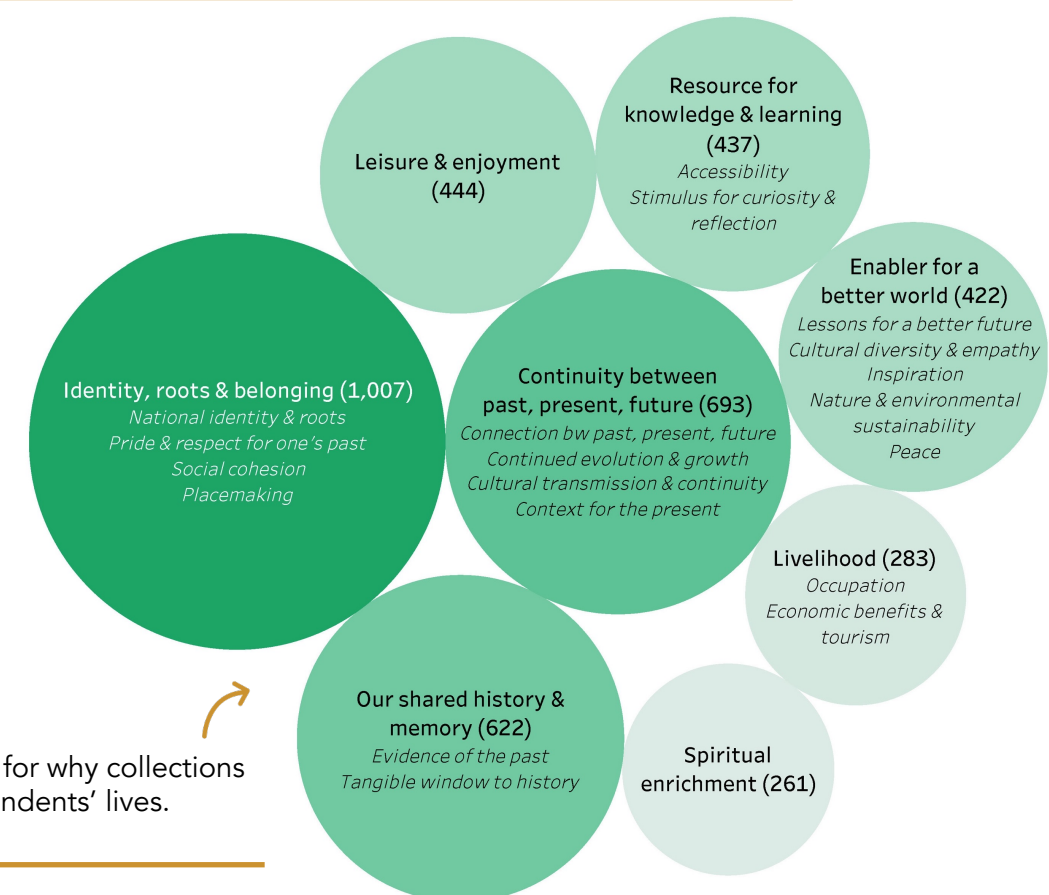 Leisure & enjoyment
(444)
Resource for
knowledge & learning
(437)
Accessibility
Stimulus for curiosity &
reflection
Enabler for a
better world (422)
Lessons for a better future
Cultural diversity & empathy
Inspiration
Nature & environmental
sustainability
Peace
Identity, roots & belonging (1,007)
National identity & roots
Pride & respect for one's past
Social cohesion
Placemaking
Continuity between
past, present, future (693)
Connection bw past, present, future
Continued evolution & growth
Cultural transmission & continuity
Context for the present
Livelihood (283)
Occupation
Economic benefits &
tourism
Our shared history &
memory (622)
Evidence of the past
Tangible window to history
Spiritual
enrichment (261)
for why collections
ndents' lives.